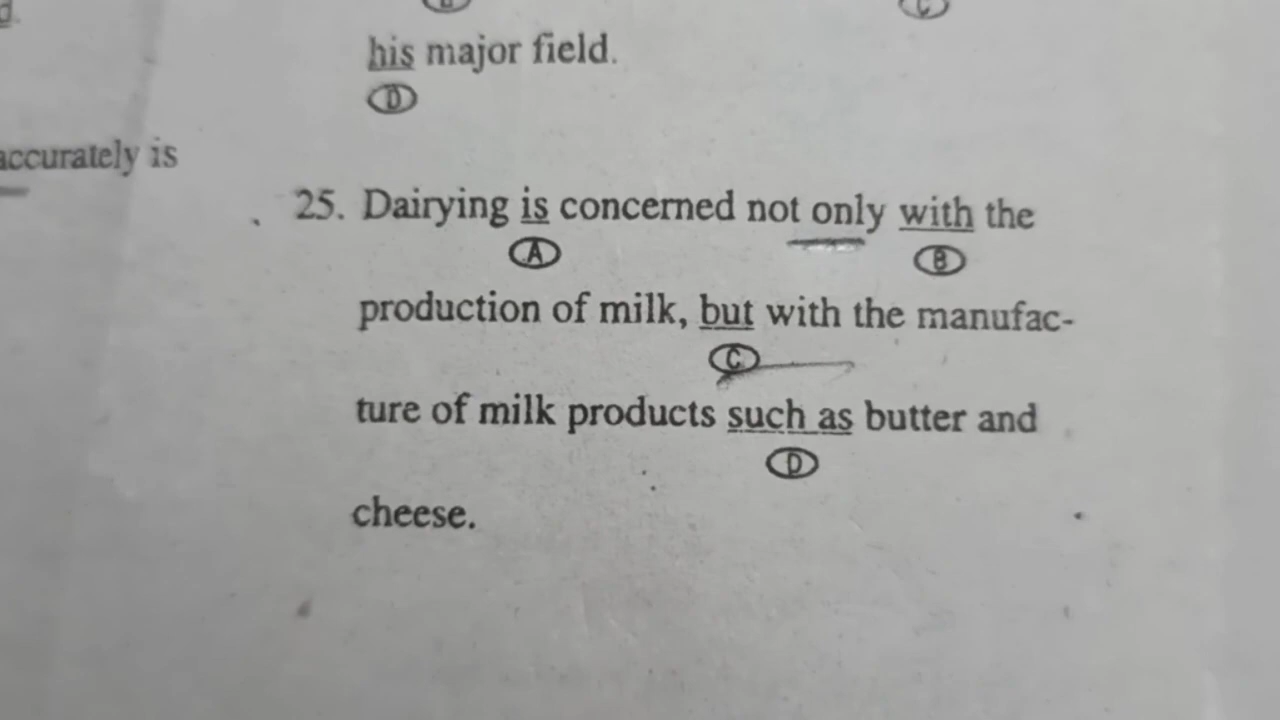 his major field.
D
accurately is
25. Dairying is concerned not only with the
A B
production of milk, but with the manufac-
C
ture of milk products such as butter and
D
cheese.